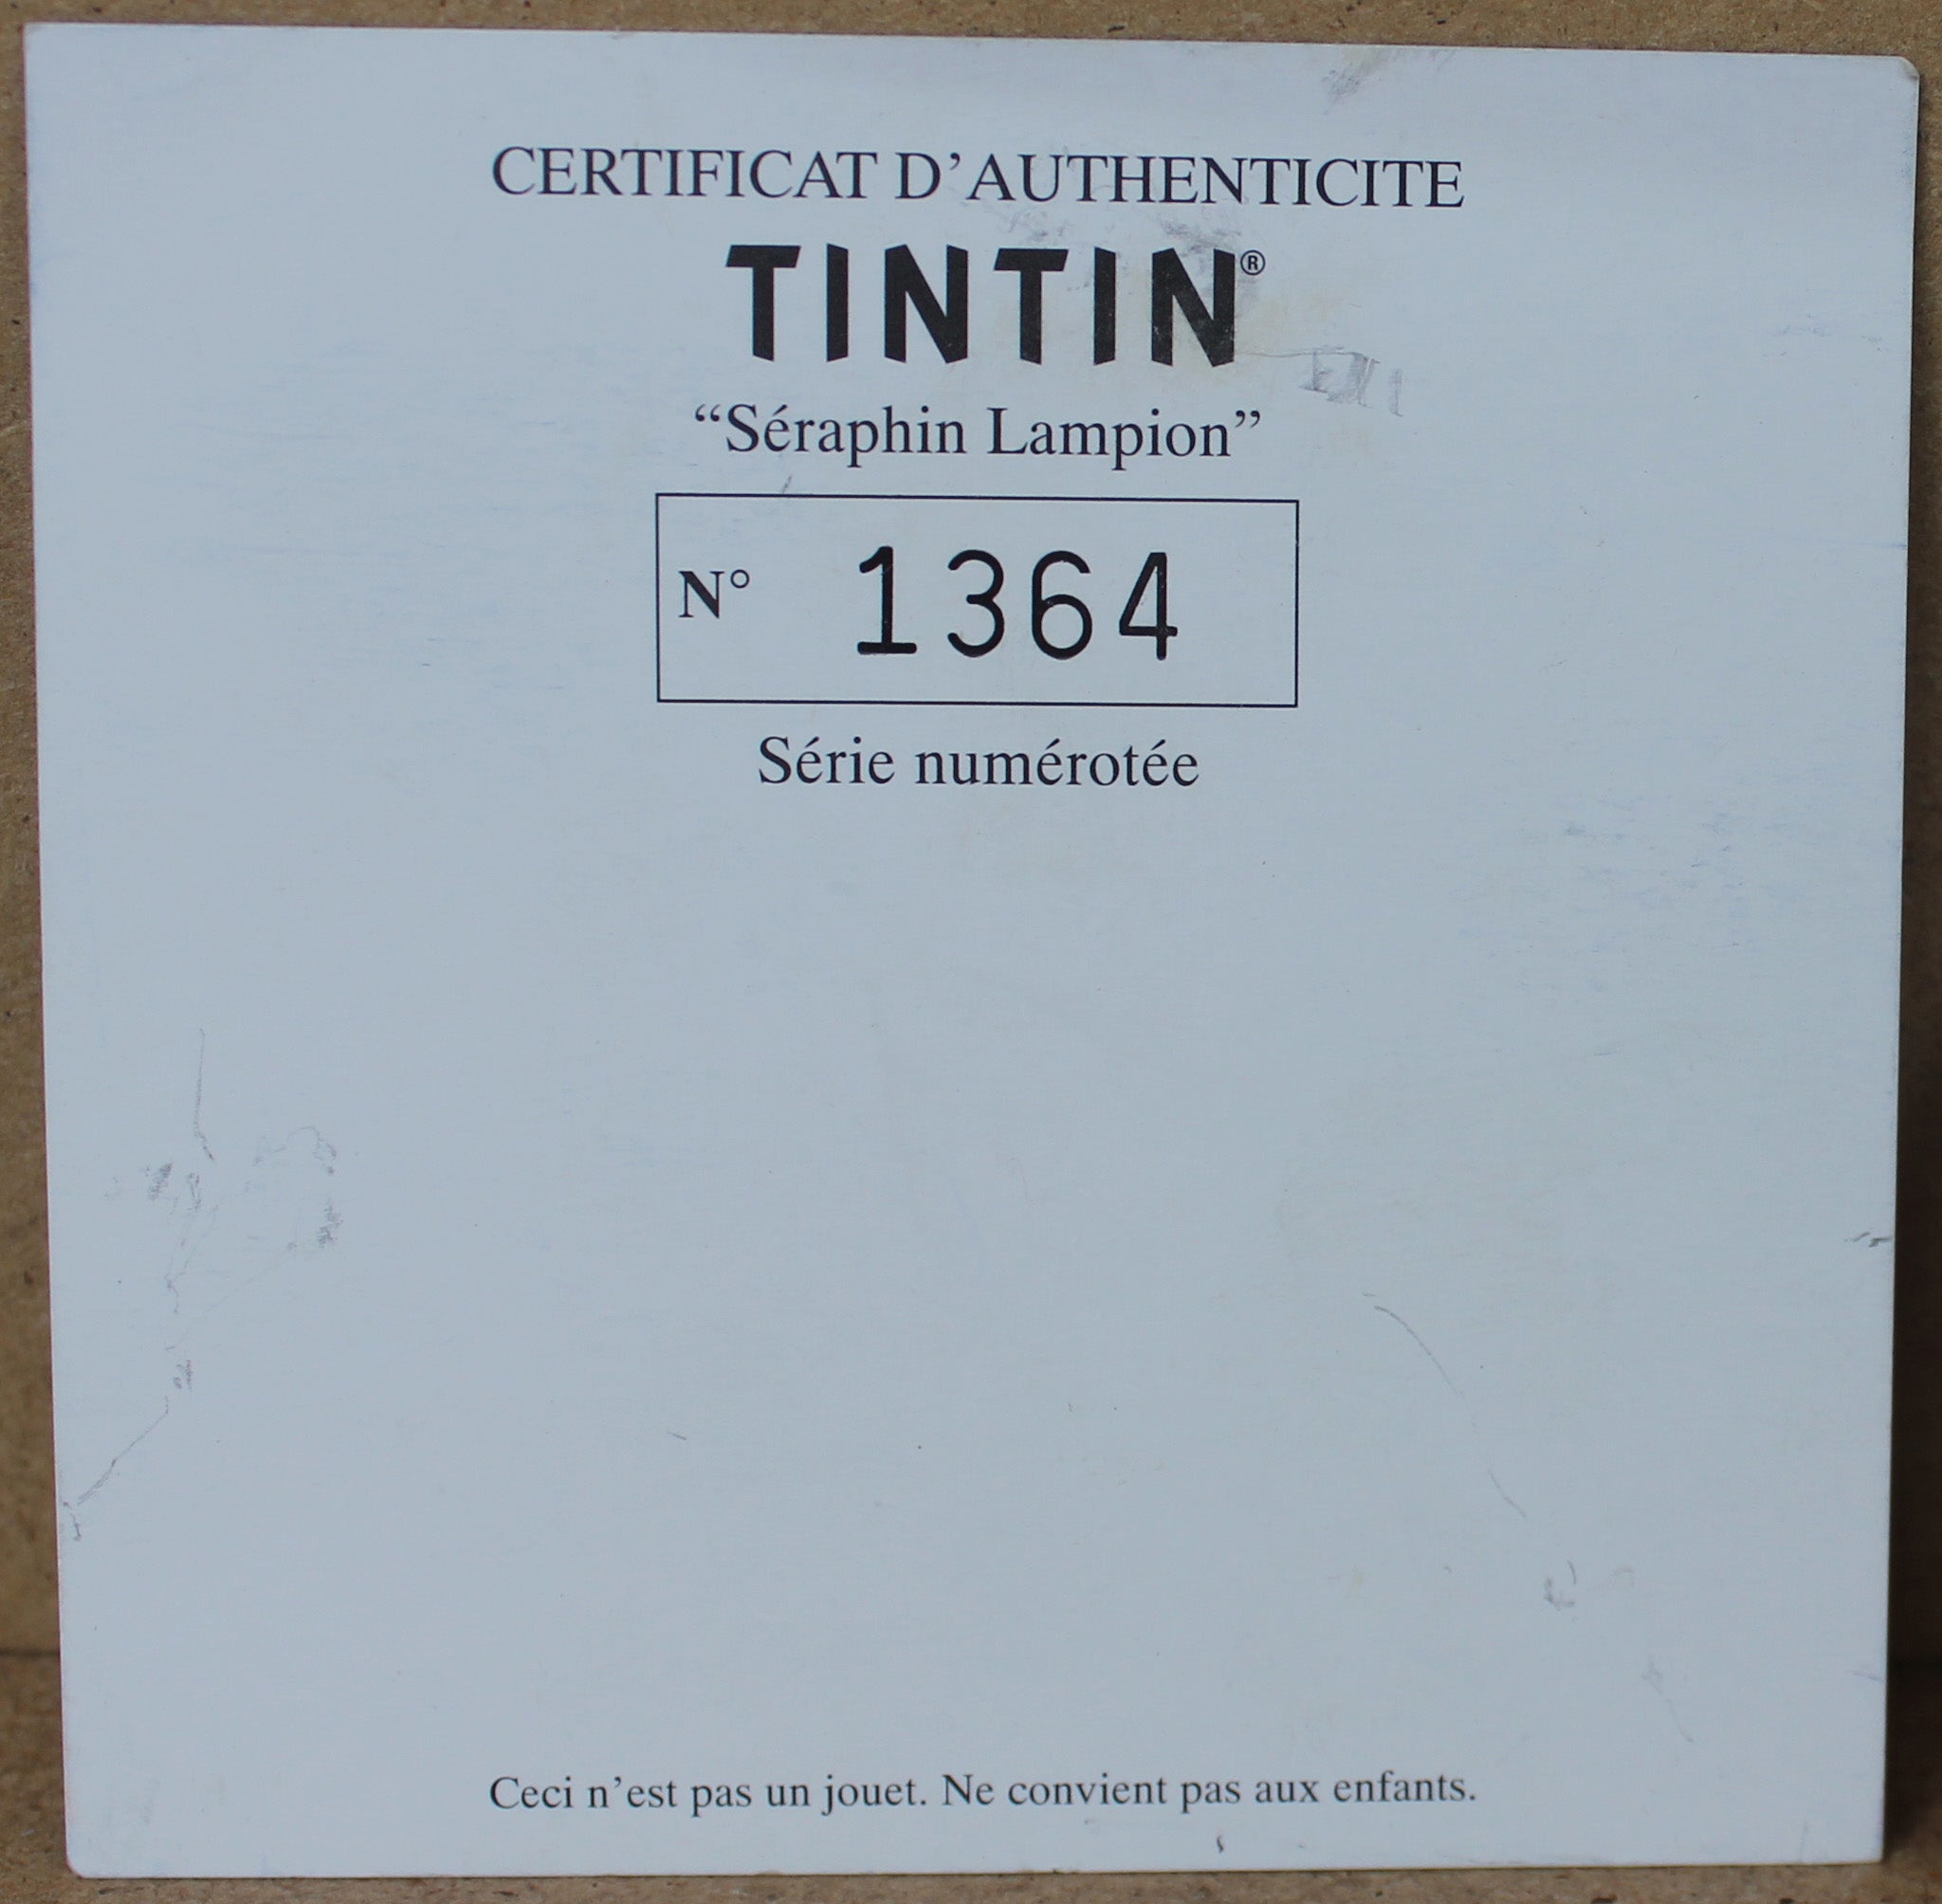 CERTIFICAT D’AUTHENTICITE
TINTIN®
“Séraphin Lampion”
N° 1364
Série numérotée
Ceci n’est pas un jouet. Ne convient pas aux enfants.